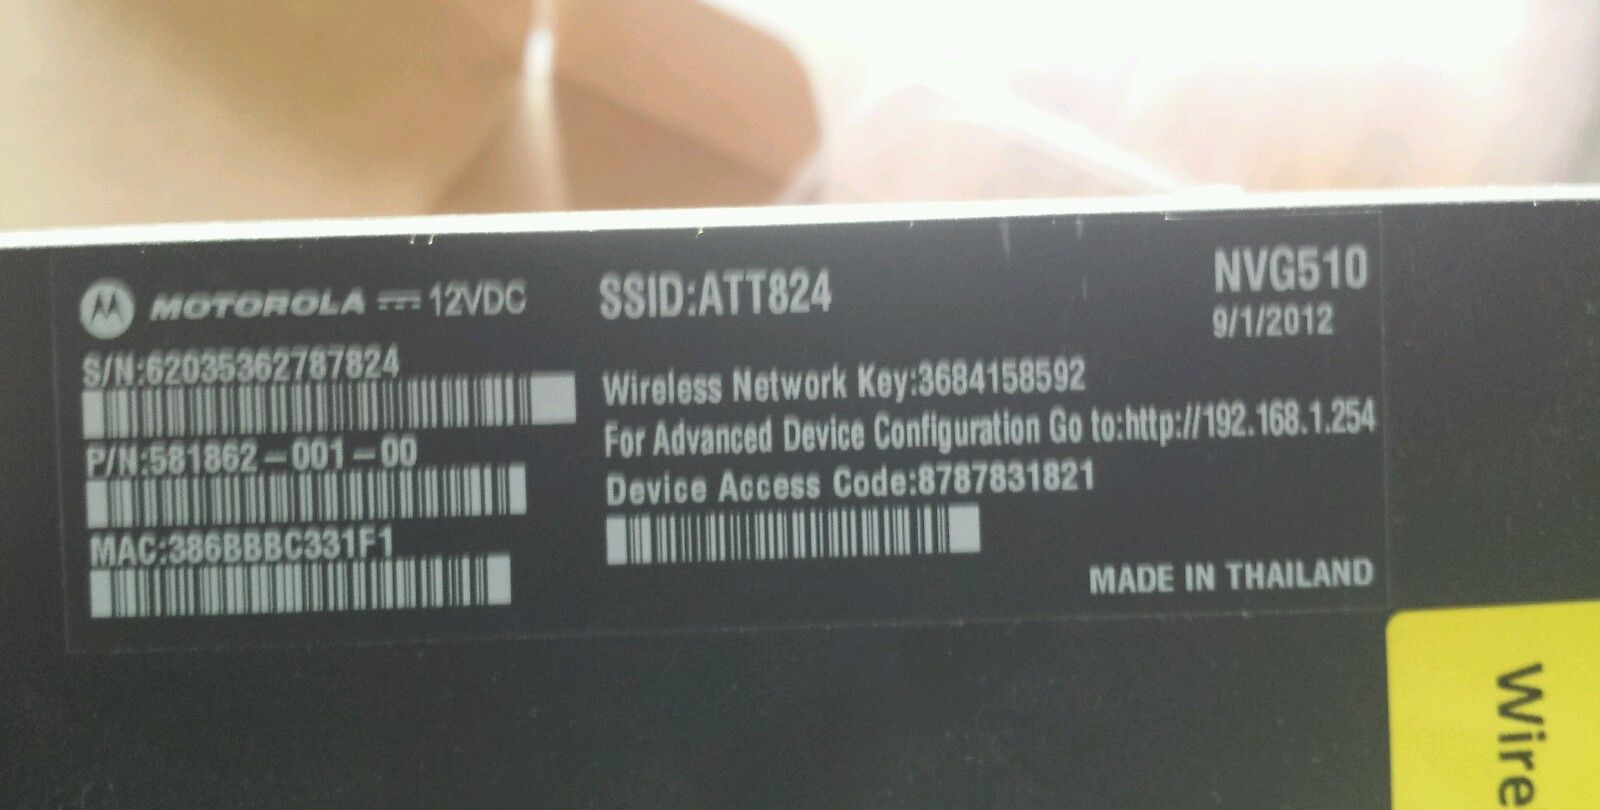 MOTOROLA 12VDC
S/N:62035362787824
P/N:581862-001-00
MAC:386BBBC331F1
SSID:ATT824
Wireless Network Key:3684158592
For Advanced Device Configuration Go to:http://192.168.1.254
Device Access Code:8787831821
NVG510
9/1/2012
MADE IN THAILAND
Wire